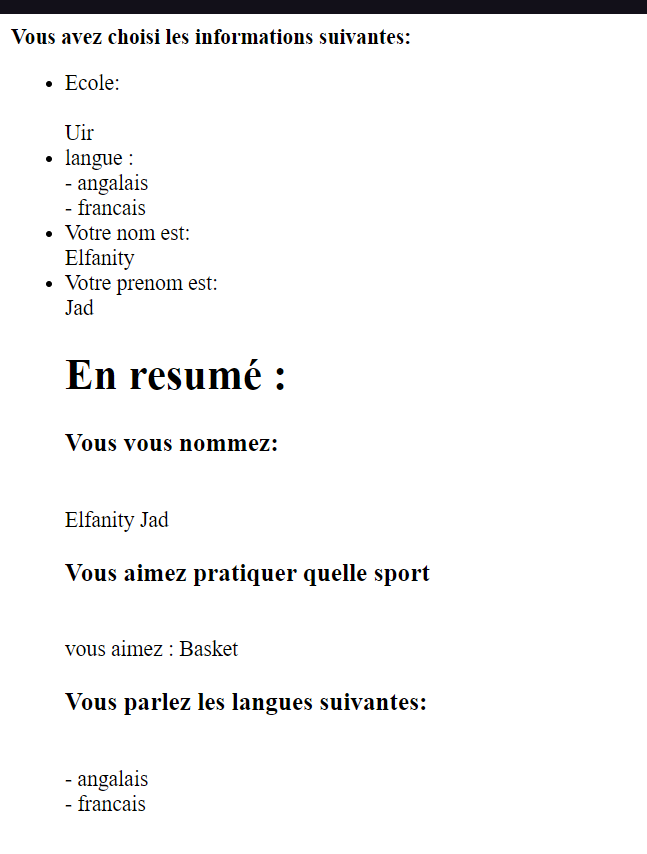 Vous avez choisi les informations suivantes:
• Ecole:
Uir
• langue :
- angalais
- francais
• Votre nom est:
Elfanity
• Votre prenom est:
Jad
En resumé :
Vous vous nommez:
Elfanity Jad
Vous aimez pratiquer quelle sport
vous aimez : Basket
Vous parlez les langues suivantes:
- angalais
- francais